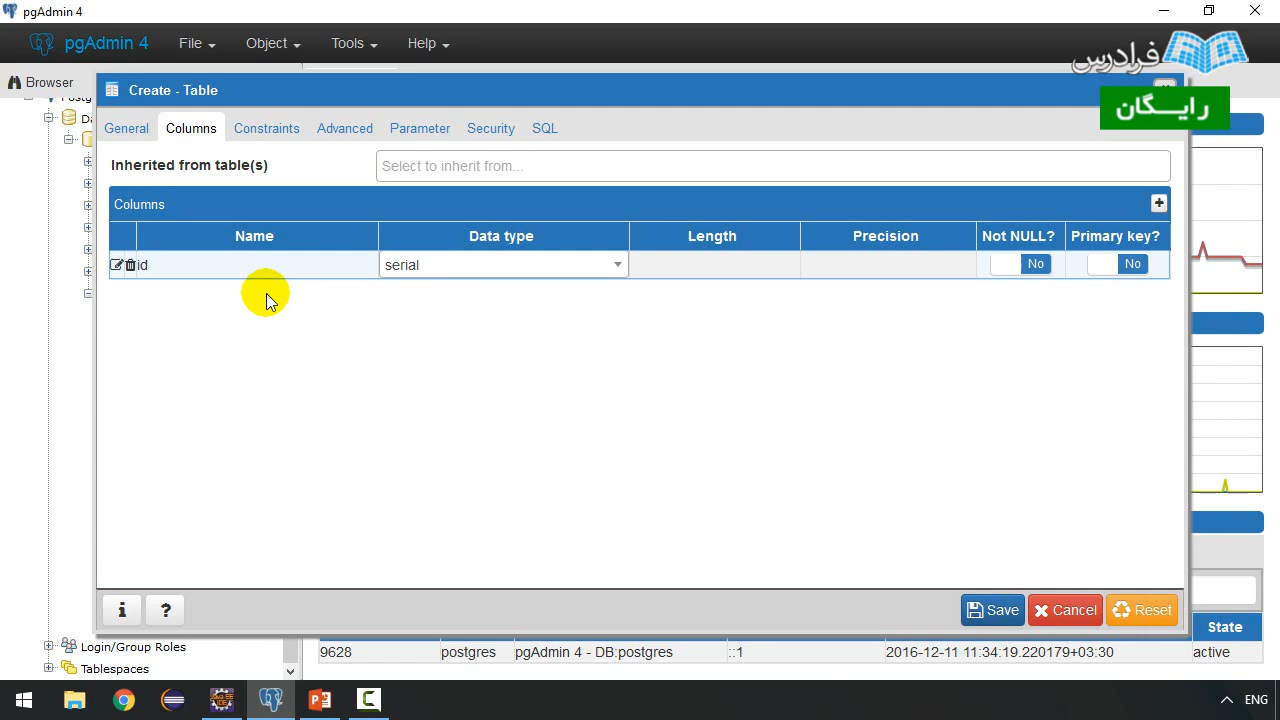 pgAdmin 4
pgAdmin 4 File Object Tools Help
فرادرس
رایگان
Browser
Create - Table
General Columns Constraints Advanced Parameter Security SQL
Inherited from table(s) Select to inherit from...
Columns
Name Data type Length Precision Not NULL? Primary key?
id serial No No
Save Cancel Reset
State
Login/Group Roles
9628 postgres pgAdmin 4 - DB:postgres ::1 2016-12-11 11:34:19.220179+03:30 active
Tablespaces
ENG